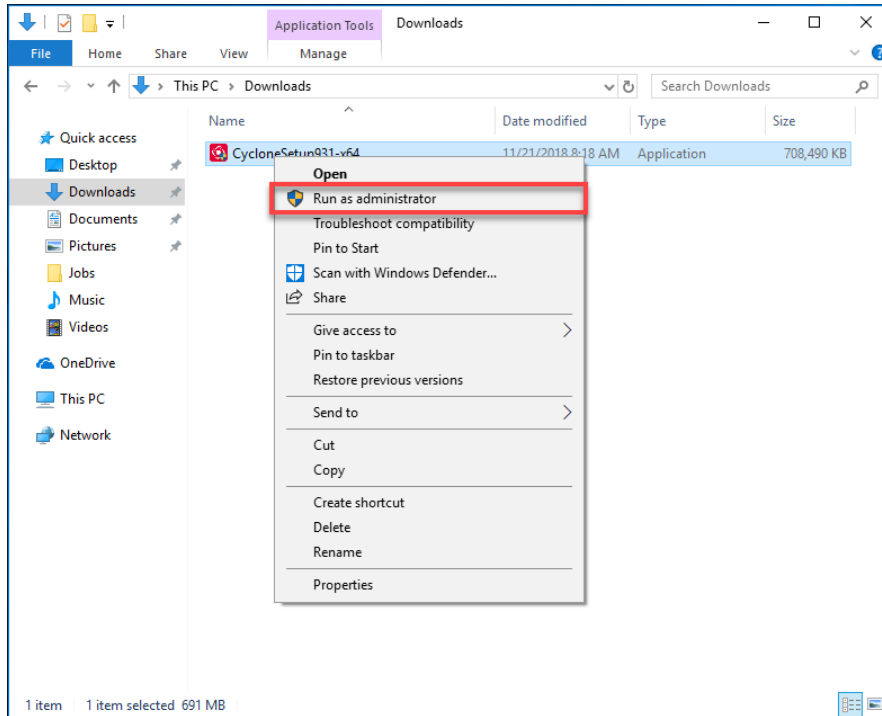 Application Tools Downloads
File Home Share View Manage
This PC > Downloads Search Downloads
Name Date modified Type Size
Quick access
CycloneSetup931-x64 11/21/2018 8:18 AM Application 708,490 KB
Desktop
Open
Downloads
Run as administrator
Documents
Troubleshoot compatibility
Pictures
Pin to Start
Jobs
Scan with Windows Defender...
Music
Share
Videos
Give access to
Pin to taskbar
OneDrive
Restore previous versions
This PC
Send to
Network
Cut
Copy
Create shortcut
Delete
Rename
Properties
1 item 1 item selected 691 MB